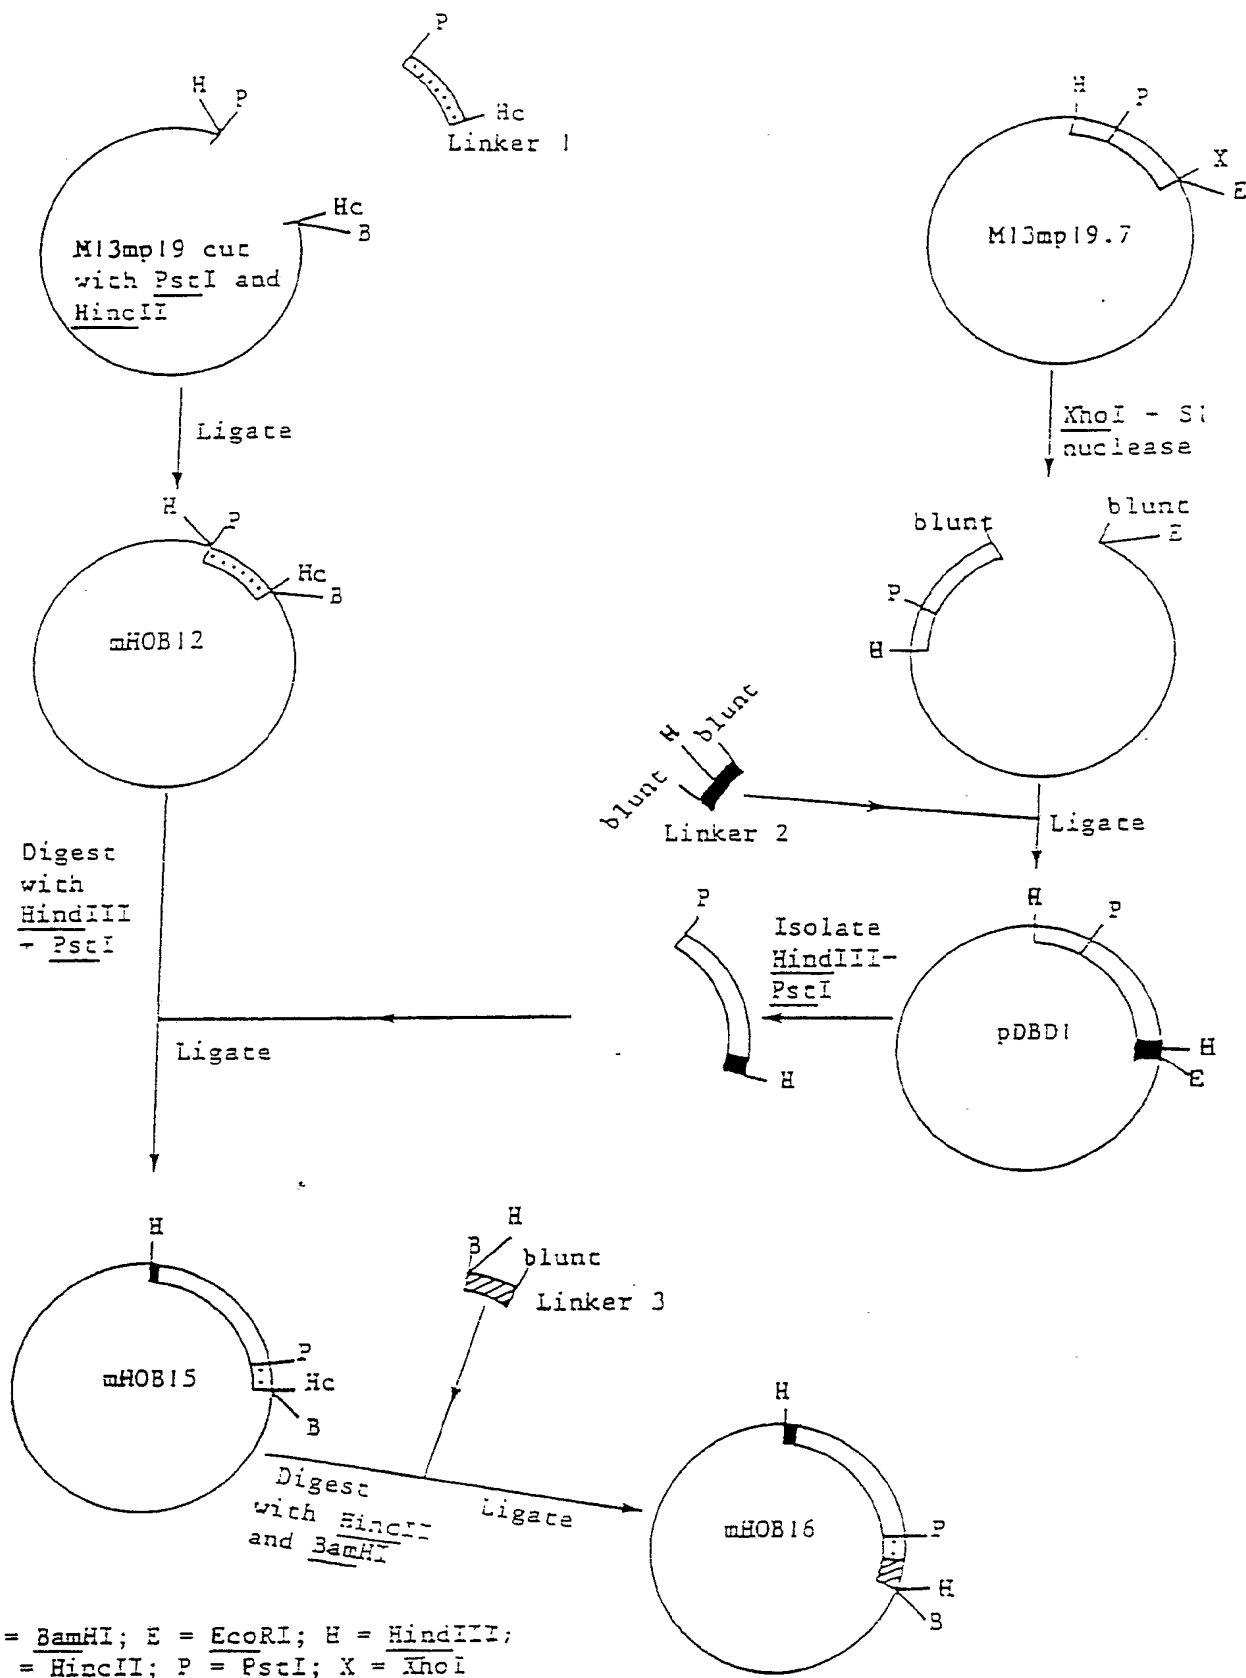 P
H
P
Hc
Linker 1
Hc
B
M13mp19 cut
with PstI and
HincII
H
P
X
E
M13mp19.7
Ligate
XhoI - S1
nuclease
H
P
Hc
B
mHOB12
blunt
blunt
E
P
H
blunt
H
blunt
Linker 2
Ligate
Digest
with
HindIII
+ PstI
P
Isolate
HindIII-
PstI
H
H
P
pDBD1
H
E
Ligate
H
mHOB15
P
Hc
B
H
B
blunt
Linker 3
Digest
with HincII
and BamHI
Ligate
H
mHOB16
P
H
B
= BamHI; E = EcoRI; H = HindIII;
= HincII; P = PstI; X = XhoI